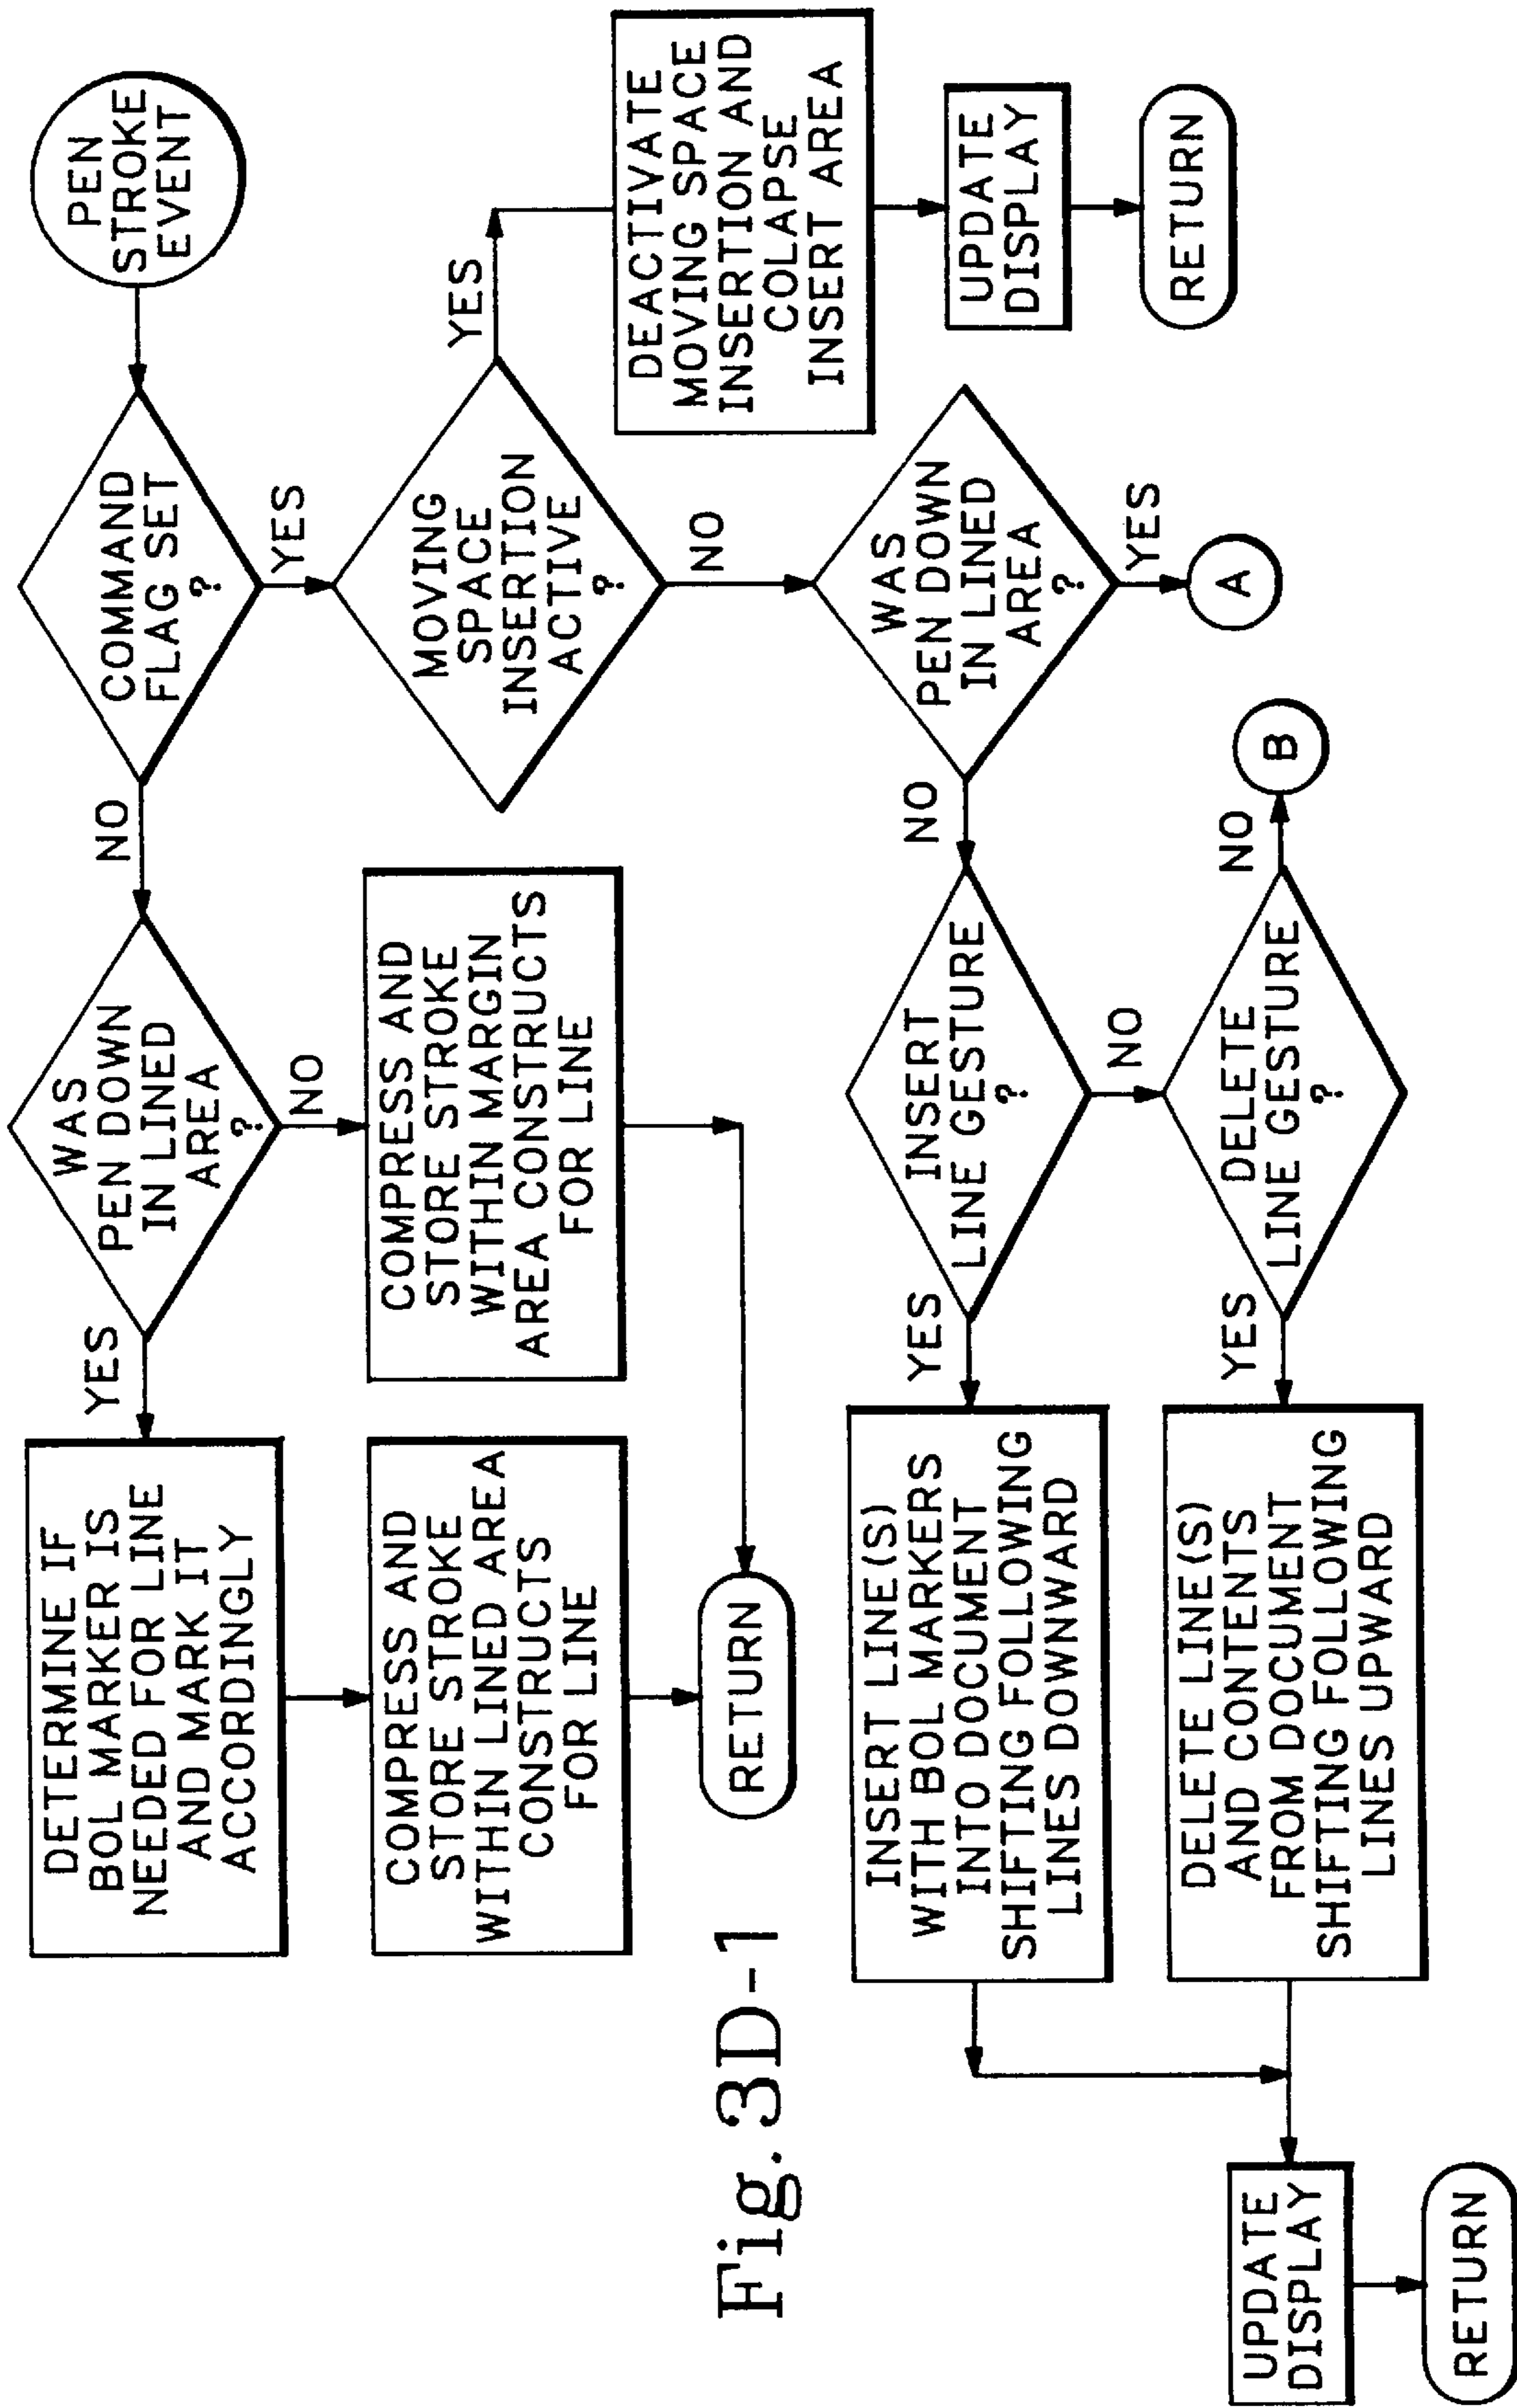 PEN
STROKE
EVENT
COMMAND
FLAG SET
?
NO
YES
WAS
PEN DOWN
IN LINED
AREA
?
YES
NO
DETERMINE IF
BOL MARKER IS
NEEDED FOR LINE
AND MARK IT
ACCORDINGLY
COMPRESS AND
STORE STROKE
WITHIN LINED AREA
CONSTRUCTS
FOR LINE
COMPRESS AND
STORE STROKE
WITHIN MARGIN
AREA CONSTRUCTS
FOR LINE
RETURN
MOVING
SPACE
INSERTION
ACTIVE
?
YES
NO
DEACTIVATE
MOVING SPACE
INSERTION AND
COLAPSE
INSERT AREA
UPDATE
DISPLAY
RETURN
WAS
PEN DOWN
IN LINED
AREA
?
YES
A
NO
INSERT
LINE GESTURE
?
YES
NO
INSERT LINE(S)
WITH BOL MARKERS
INTO DOCUMENT
SHIFTING FOLLOWING
LINES DOWNWARD
DELETE
LINE GESTURE
?
NO
B
YES
DELETE LINE(S)
AND CONTENTS
FROM DOCUMENT
SHIFTING FOLLOWING
LINES UPWARD
UPDATE
DISPLAY
RETURN
Fig. 3D-1